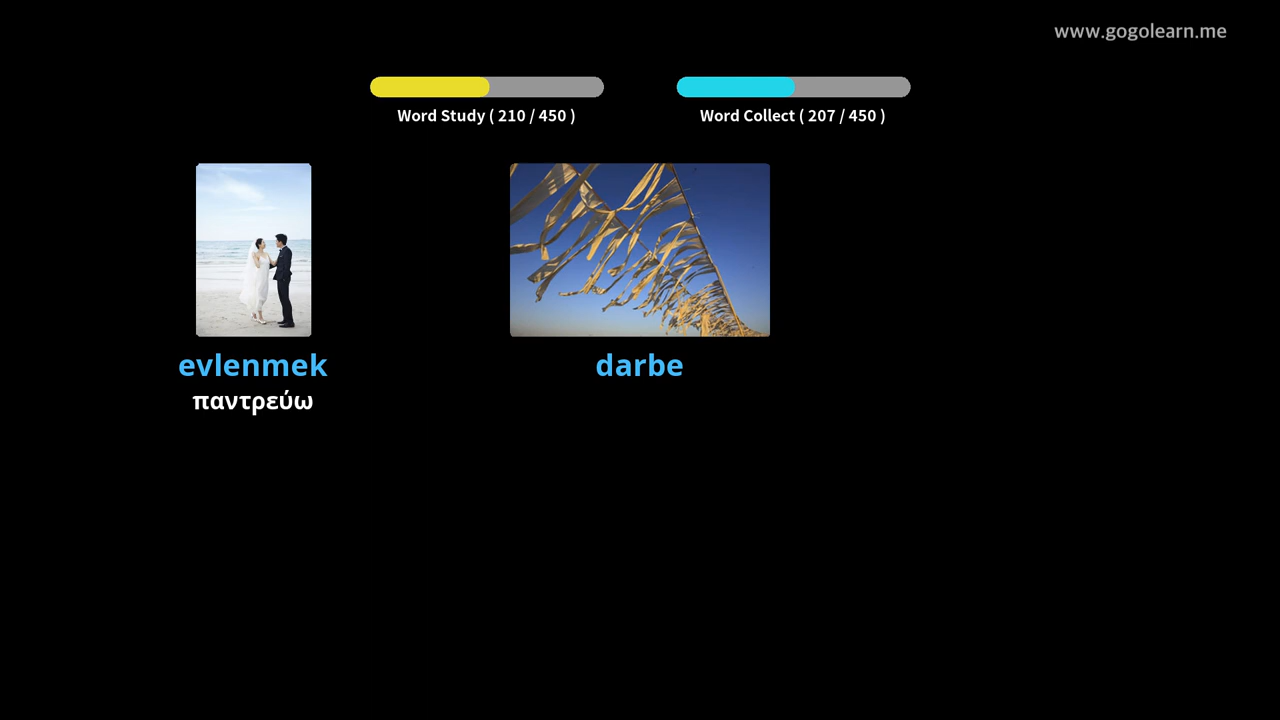 www.gogolearn.me
Word Study ( 210 / 450 )
Word Collect ( 207 / 450 )
evlenmek
παντρεύω
darbe